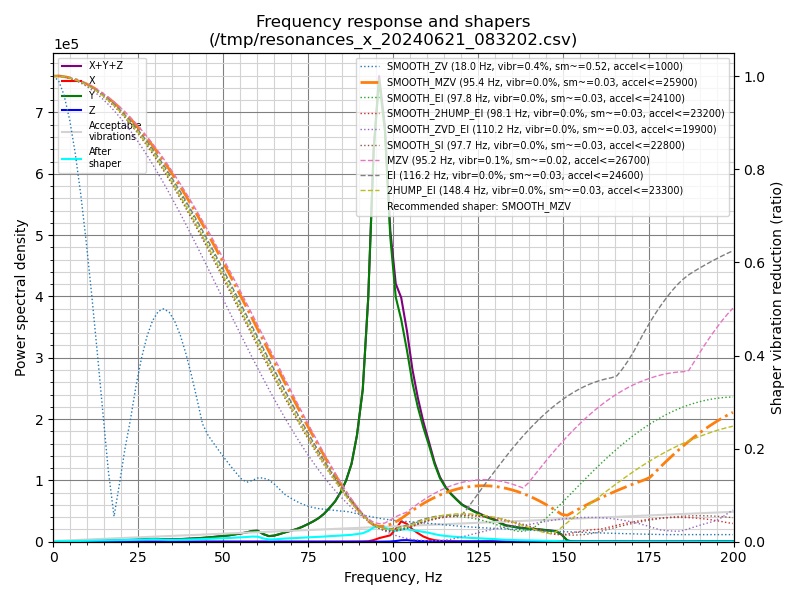 Frequency response and shapers
(/tmp/resonances_x_20240621_083202.csv)
1e5
X+Y+Z
X
Y
Z
Acceptable
vibrations
After
shaper
SMOOTH_ZV (18.0 Hz, vibr=0.4%, sm~=0.52, accel<=1000)
SMOOTH_MZV (95.4 Hz, vibr=0.0%, sm~=0.03, accel<=25900)
SMOOTH_EI (97.8 Hz, vibr=0.0%, sm~=0.03, accel<=24100)
SMOOTH_2HUMP_EI (98.1 Hz, vibr=0.0%, sm~=0.03, accel<=23200)
SMOOTH_ZVD_EI (110.2 Hz, vibr=0.0%, sm~=0.03, accel<=19900)
SMOOTH_SI (97.7 Hz, vibr=0.0%, sm~=0.03, accel<=22800)
MZV (95.2 Hz, vibr=0.1%, sm~=0.02, accel<=26700)
EI (116.2 Hz, vibr=0.0%, sm~=0.03, accel<=24600)
2HUMP_EI (148.4 Hz, vibr=0.0%, sm~=0.03, accel<=23300)
Recommended shaper: SMOOTH_MZV
Power spectral density
7
6
5
4
3
2
1
0
1.0
0.8
0.6
0.4
0.2
0.0
Shaper vibration reduction (ratio)
0 25 50 75 100 125 150 175 200
Frequency, Hz